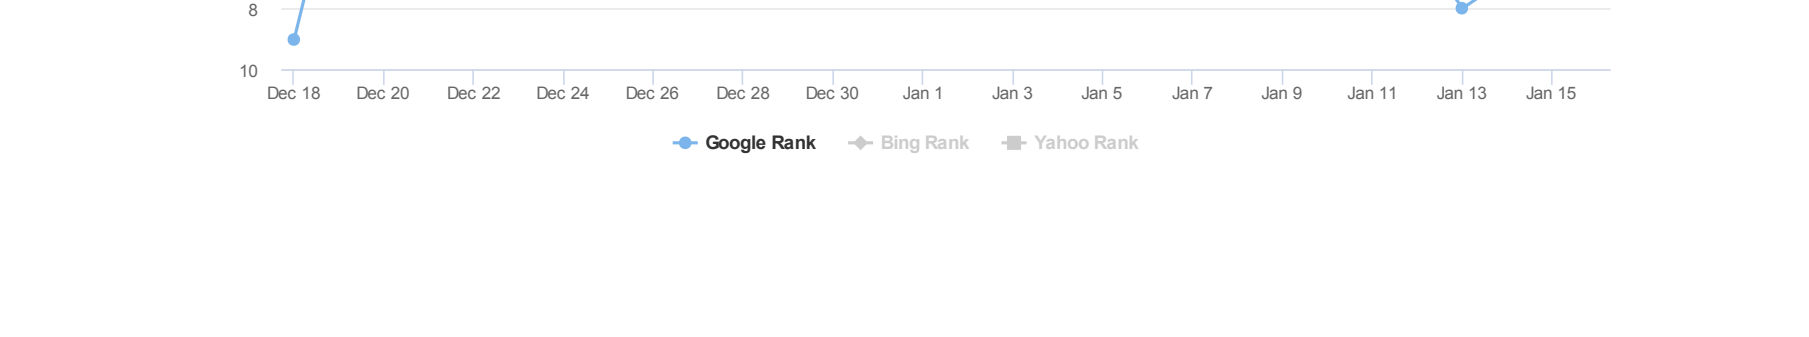 8
10
Dec 18 Dec 20 Dec 22 Dec 24 Dec 26 Dec 28 Dec 30 Jan 1 Jan 3 Jan 5 Jan 7 Jan 9 Jan 11 Jan 13 Jan 15
Google Rank Bing Rank Yahoo Rank